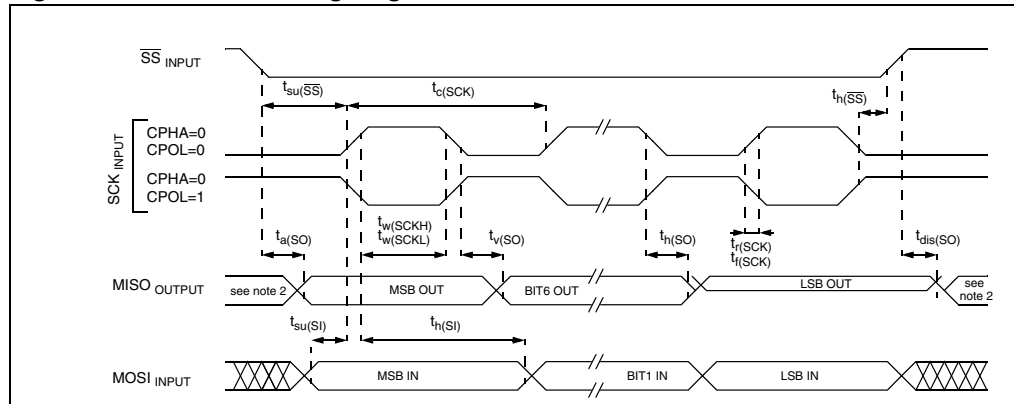 SS INPUT
tsu(SS)
tc(SCK)
th(SS)
SCK INPUT
CPHA=0
CPOL=0
CPHA=0
CPOL=1
ta(SO)
tw(SCKH)
tw(SCKL)
tv(SO)
th(SO)
tr(SCK)
tf(SCK)
tdis(SO)
MISO OUTPUT
see note 2
MSB OUT
BIT6 OUT
LSB OUT
see
note 2
tsu(SI)
th(SI)
MOSI INPUT
MSB IN
BIT1 IN
LSB IN